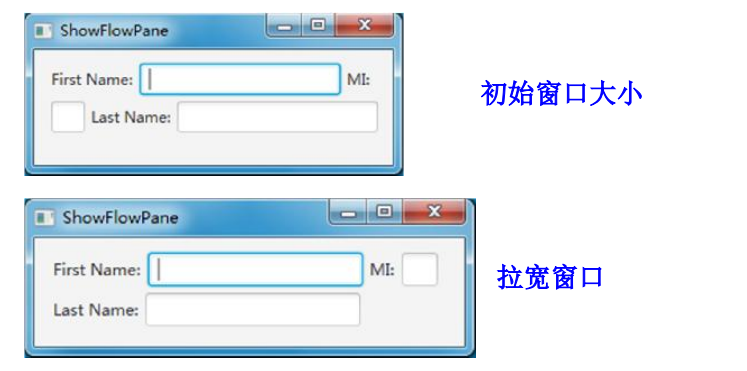 ShowFlowPane
First Name: MI:
初始窗口大小
Last Name:
ShowFlowPane
First Name: MI:
拉宽窗口
Last Name: